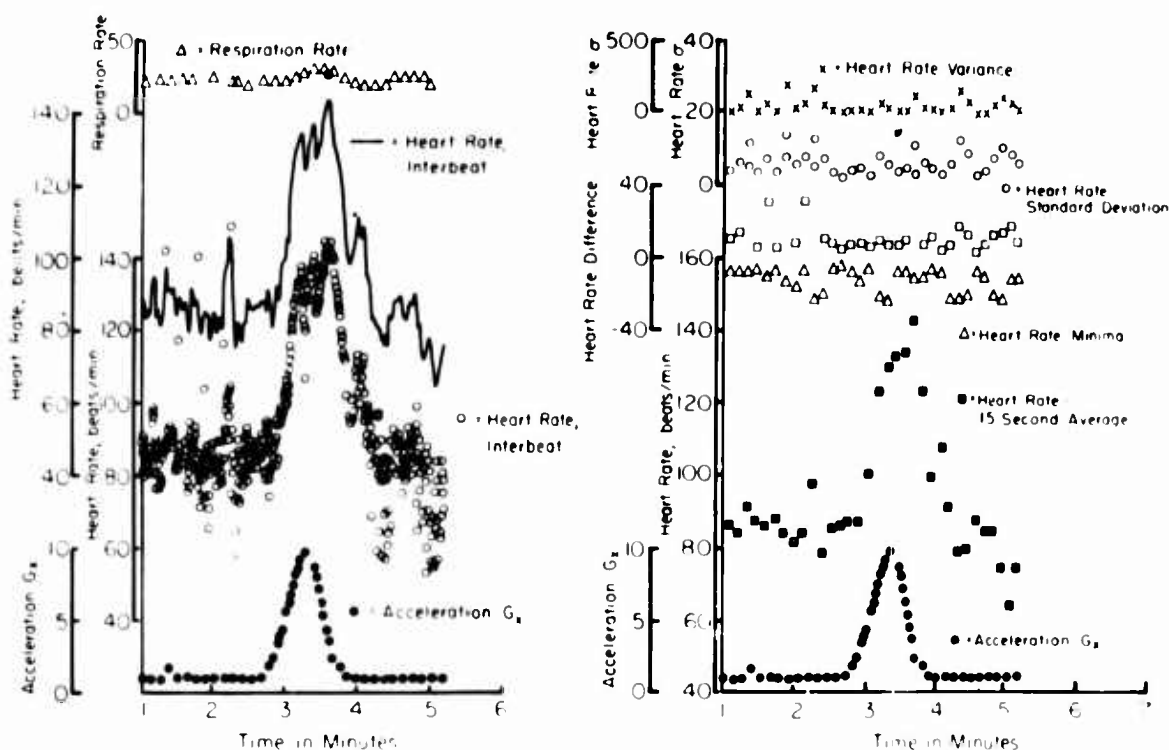 50
Respiration Rate
0
Δ = Respiration Rate
140
120
100
80
60
40
Heart Rate, beats/min
140
120
100
80
60
40
Heart Rate, beats/min
= Heart Rate,
Interbeat
o = Heart Rate,
Interbeat
10
5
0
Acceleration Gx
• = Acceleration Gx
1 2 3 4 5 6
Time in Minutes
500
0
Heart Rate σ
40
20
0
Heart Rate σ
x = Heart Rate Variance
o = Heart Rate
Standard Deviation
40
0
-40
Heart Rate Difference
160
140
120
100
80
60
40
Heart Rate, beats/min
Δ = Heart Rate Minima
■ = Heart Rate
15 Second Average
10
5
0
Acceleration Gx
• = Acceleration Gx
1 2 3 4 5 6
Time in Minutes